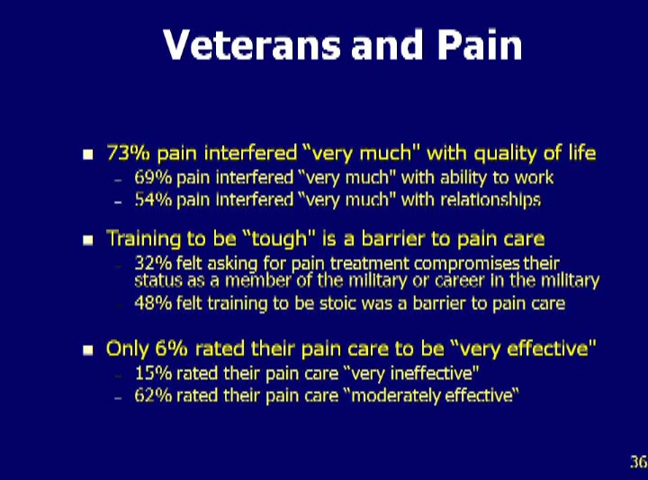 Veterans and Pain
■ 73% pain interfered “very much" with quality of life
– 69% pain interfered “very much" with ability to work
– 54% pain interfered “very much" with relationships
■ Training to be “tough" is a barrier to pain care
– 32% felt asking for pain treatment compromises their
status as a member of the military or career in the military
– 48% felt training to be stoic was a barrier to pain care
■ Only 6% rated their pain care to be “very effective"
– 15% rated their pain care “very ineffective"
– 62% rated their pain care “moderately effective“
36